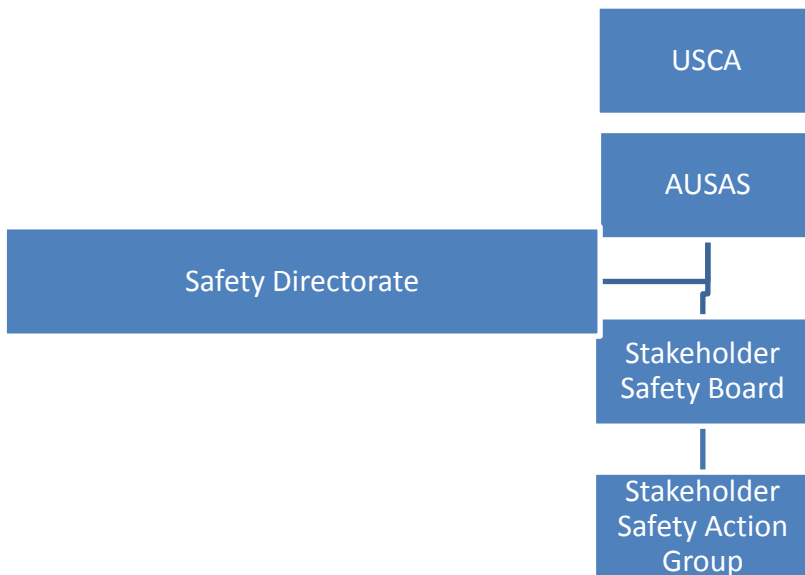 USCA
AUSAS
Safety Directorate
Stakeholder
Safety Board
Stakeholder
Safety Action
Group